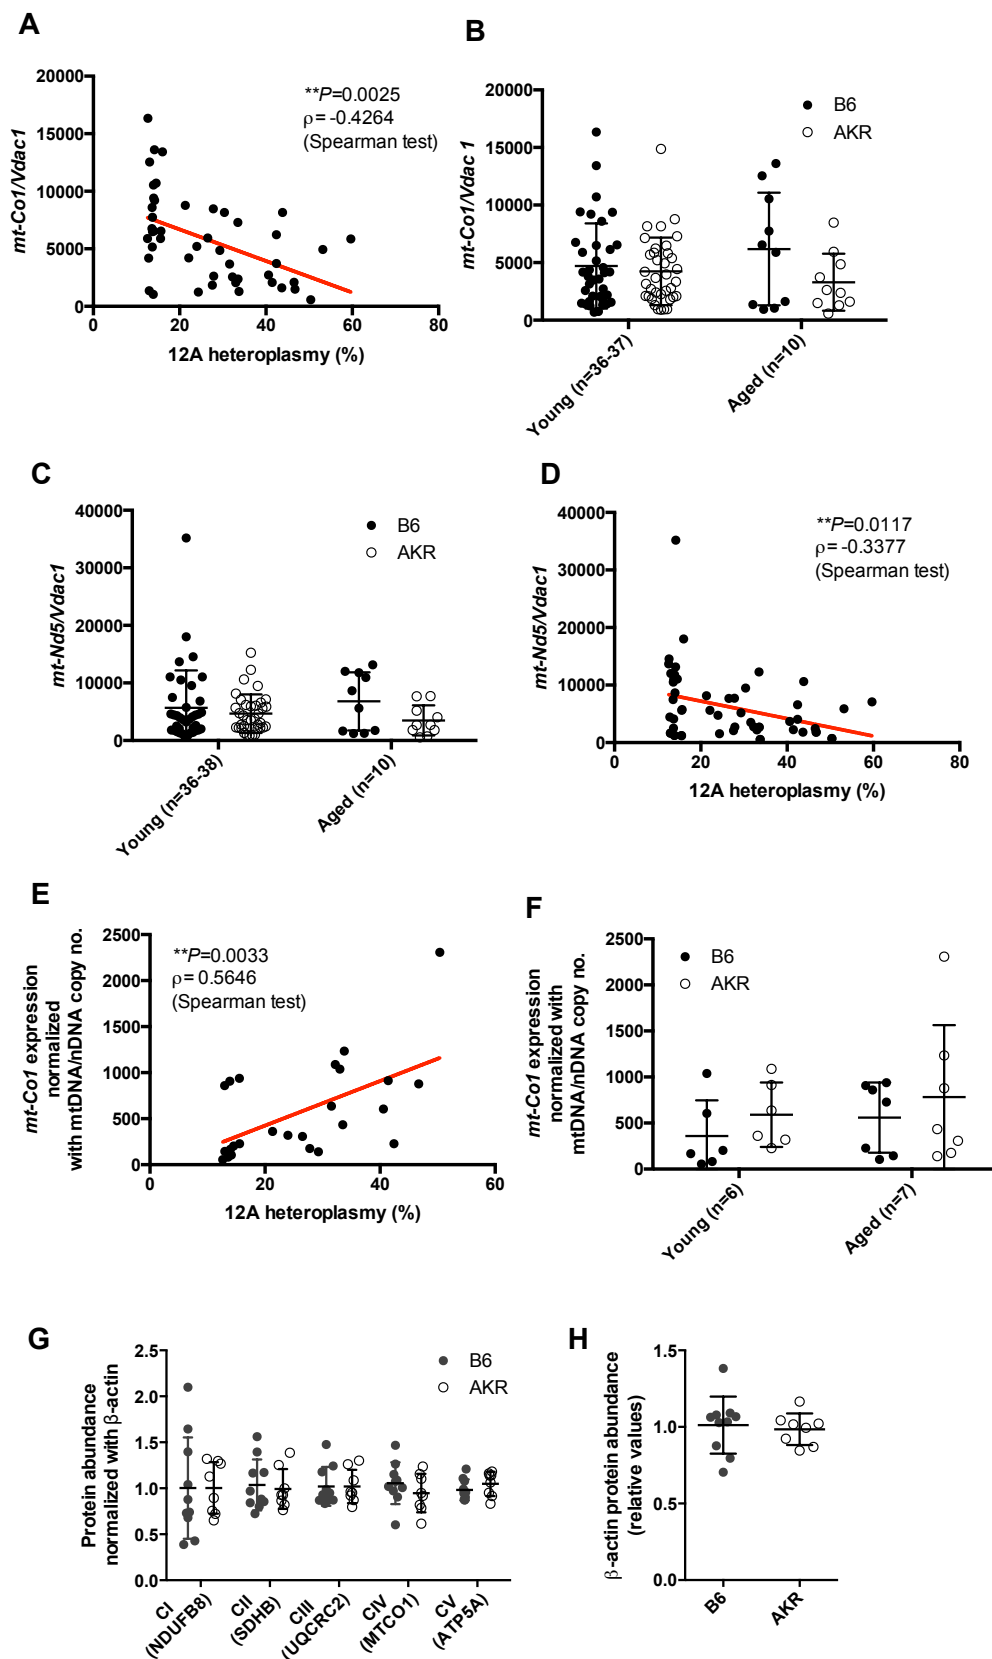 A
mt-Co1/Vdac1
20000
15000
10000
5000
0
0 20 40 60 80
12A heteroplasmy (%)
**P=0.0025
ρ=-0.4264
(Spearman test)
B
mt-Co1/Vdac 1
20000
15000
10000
5000
0
B6
AKR
Young (n=36-37)
Aged (n=10)
C
mt-Nd5/Vdac1
40000
30000
20000
10000
0
B6
AKR
Young (n=36-38)
Aged (n=10)
D
mt-Nd5/Vdac1
40000
30000
20000
10000
0
0 20 40 60 80
12A heteroplasmy (%)
**P=0.0117
ρ=-0.3377
(Spearman test)
E
mt-Co1 expression
normalized
with mtDNA/nDNA copy no.
2500
2000
1500
1000
500
0
0 20 40 60
12A heteroplasmy (%)
**P=0.0033
ρ=0.5646
(Spearman test)
F
mt-Co1 expression
normalized with
mtDNA/nDNA copy no.
2500
2000
1500
1000
500
0
B6
AKR
Young (n=6)
Aged (n=7)
G
Protein abundance
normalized with β-actin
2.5
2.0
1.5
1.0
0.5
0.0
B6
AKR
CI
(NDUFB8)
CII
(SDHB)
CIII
(UQCRC2)
CIV
(MTCO1)
CV
(ATP5A)
H
β-actin protein abundance
(relative values)
1.5
1.0
0.5
0.0
B6
AKR